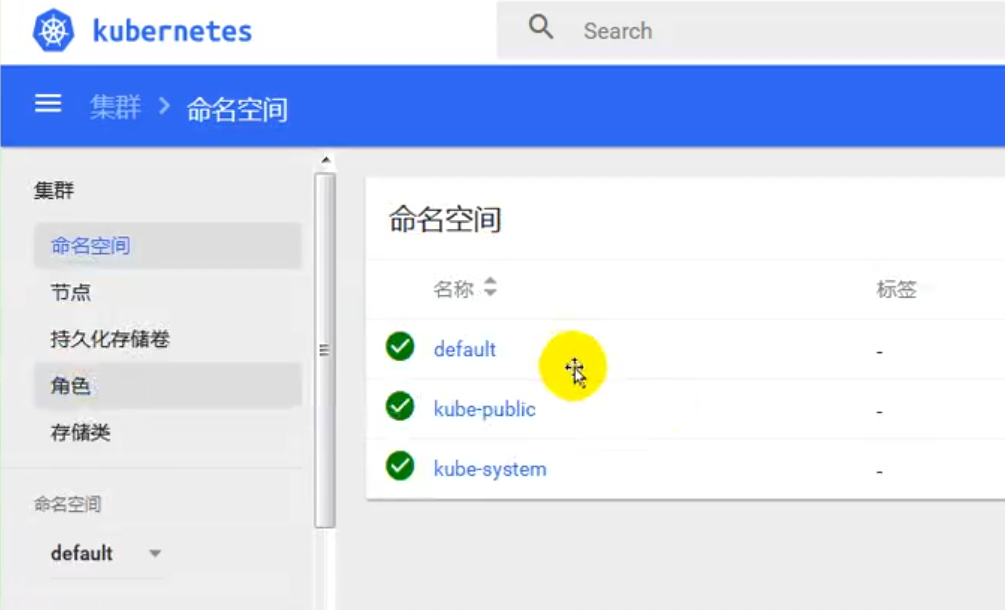 kubernetes
Search
集群 > 命名空间
集群
命名空间
节点
持久化存储卷
角色
存储类
命名空间
default
命名空间
名称 标签
default -
kube-public -
kube-system -